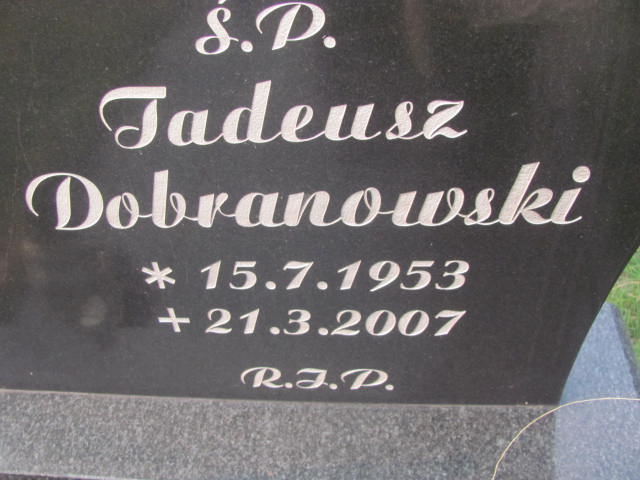 Ś.P.
Tadeusz
Dobranowski
* 15.7.1953
+ 21.3.2007
R.I.P.